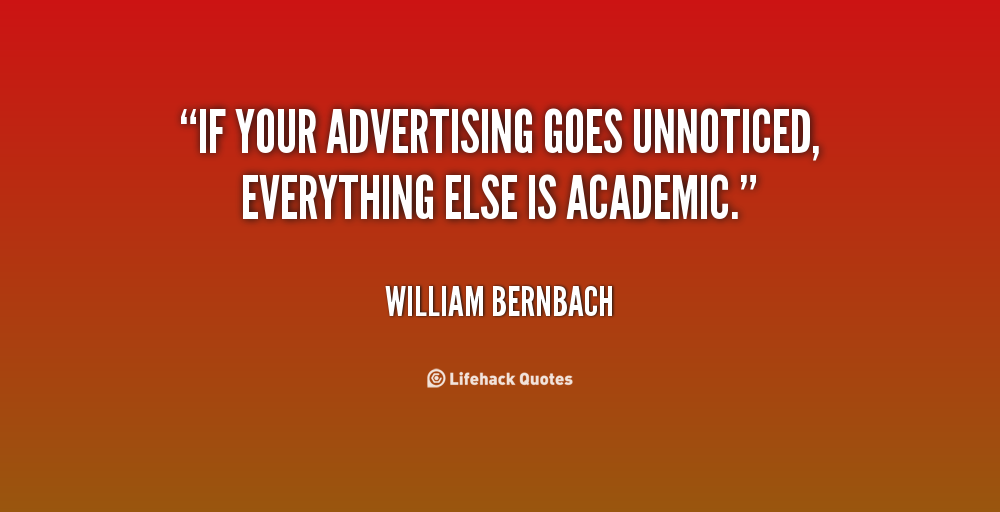 “IF YOUR ADVERTISING GOES UNNOTICED,
EVERYTHING ELSE IS ACADEMIC.”
WILLIAM BERNBACH
Lifehack Quotes